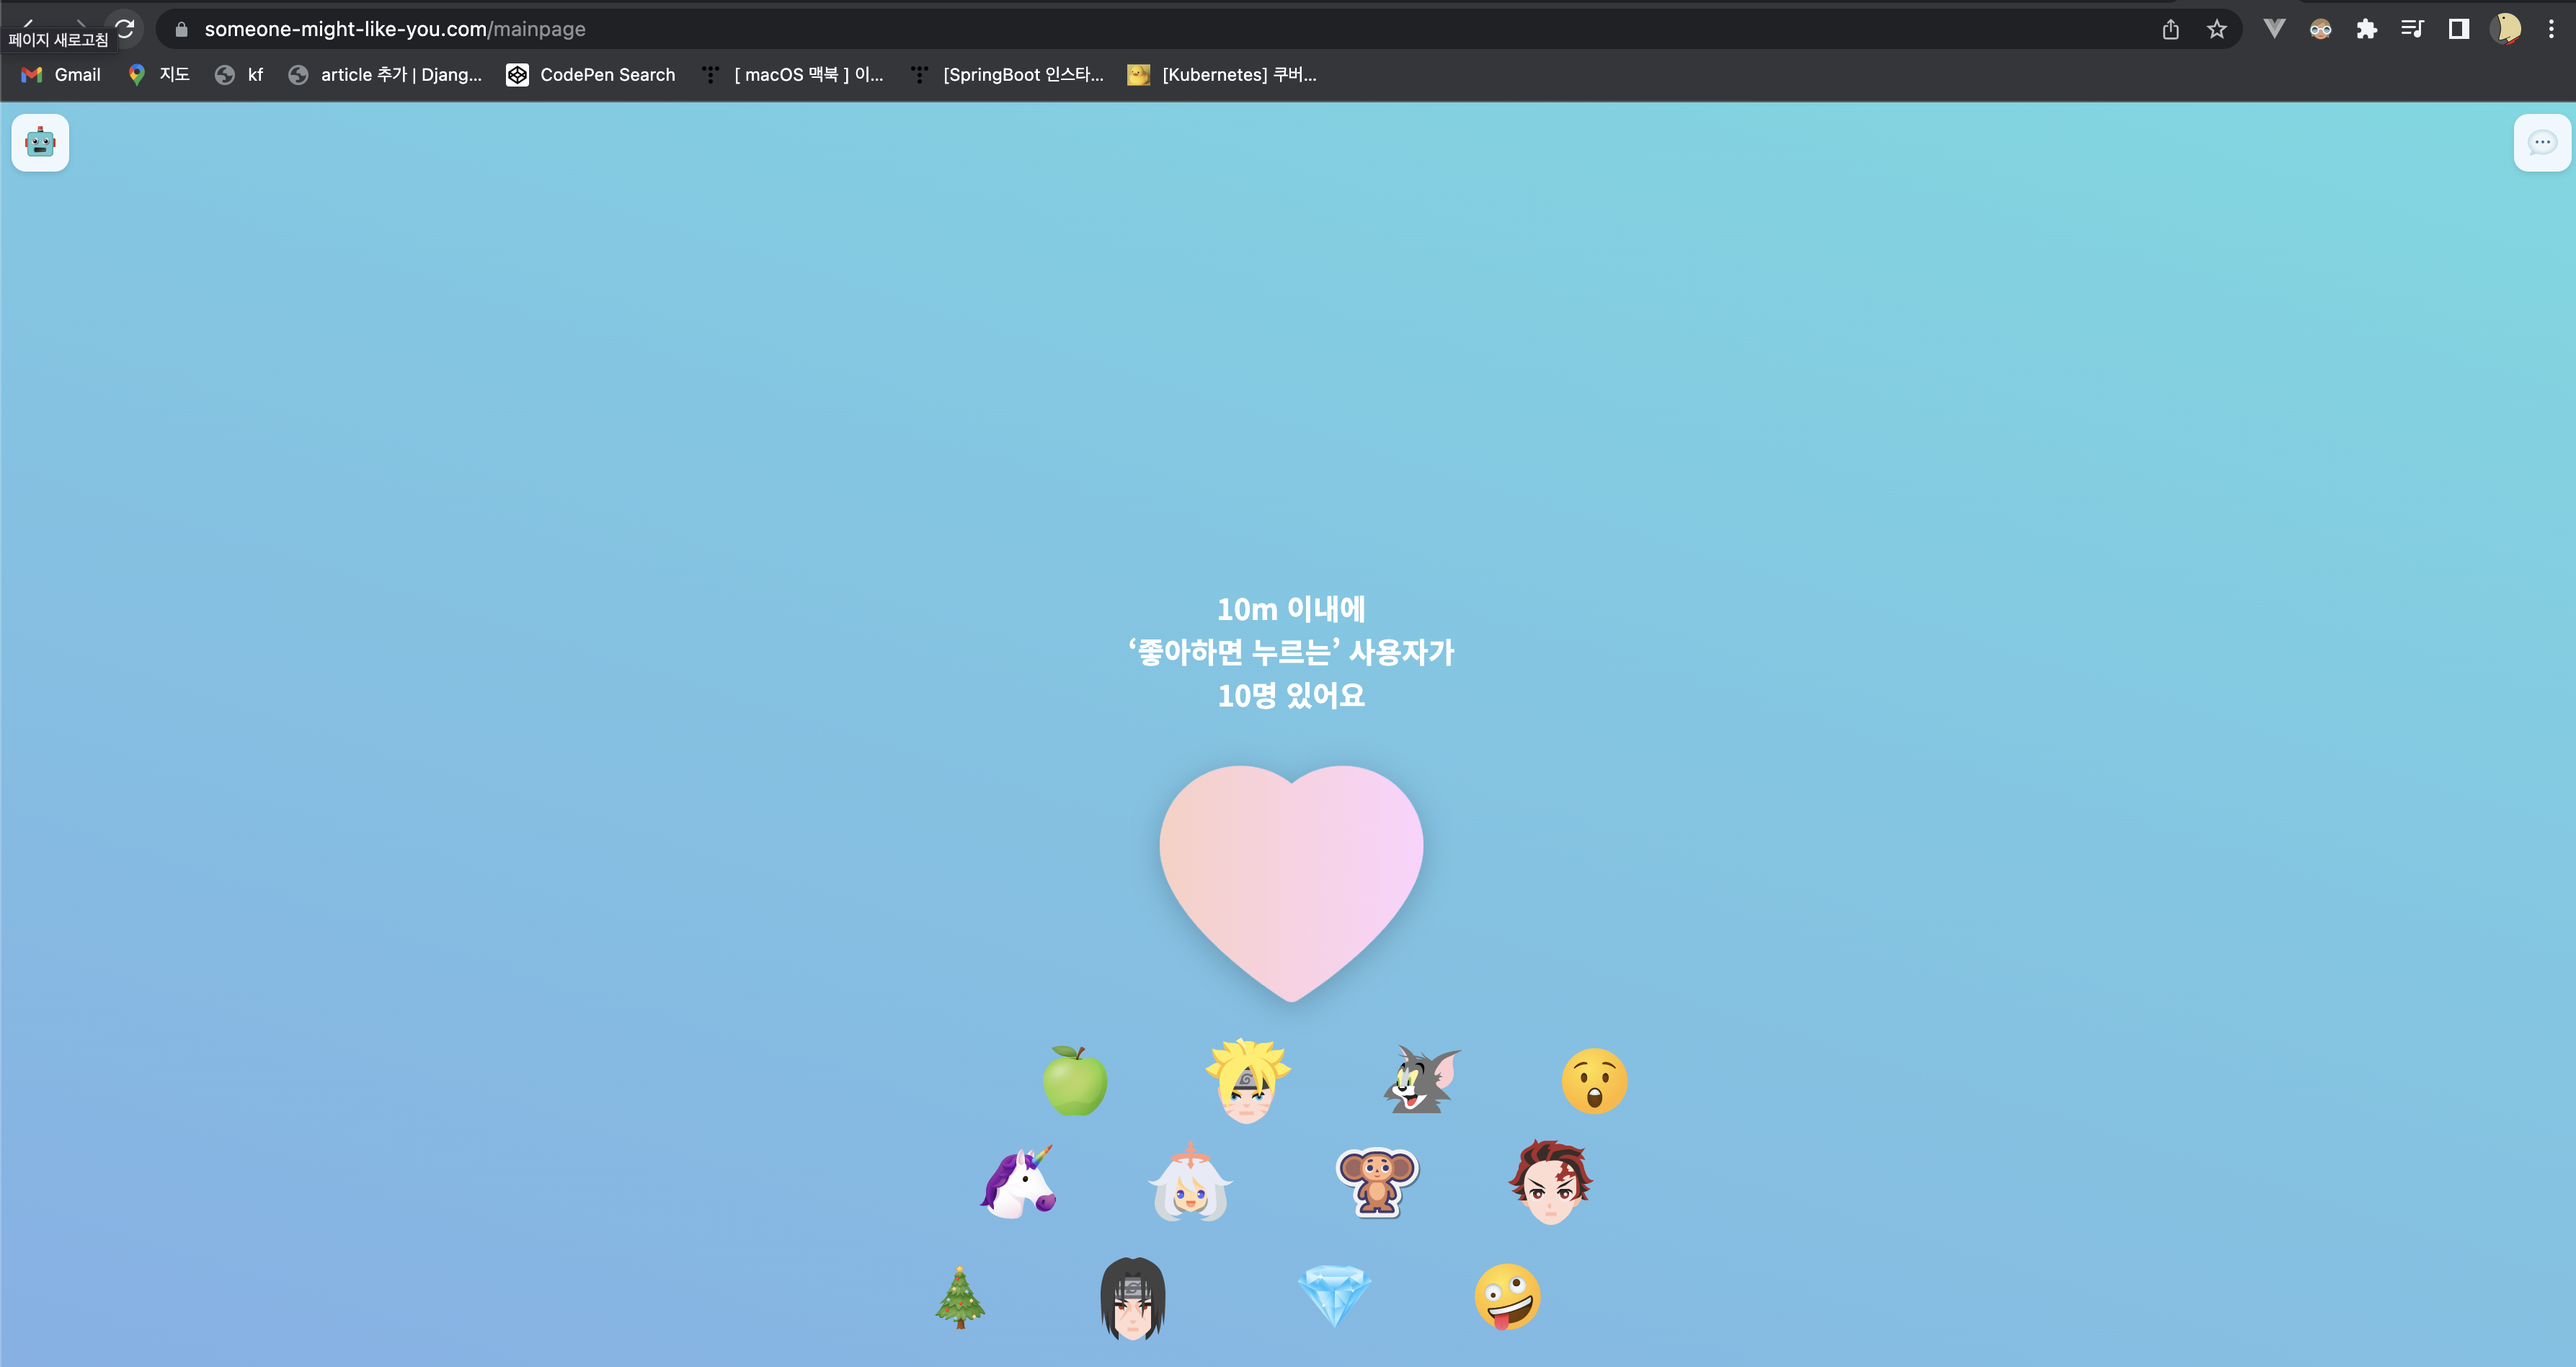 someone-might-like-you.com/mainpage
페이지 새로고침
Gmail
지도
kf
article 추가 | Djang...
CodePen Search
[ macOS 맥북 ] 이...
[SpringBoot 인스타...
[Kubernetes] 쿠버...
10m 이내에
‘좋아하면 누르는’ 사용자가
10명 있어요